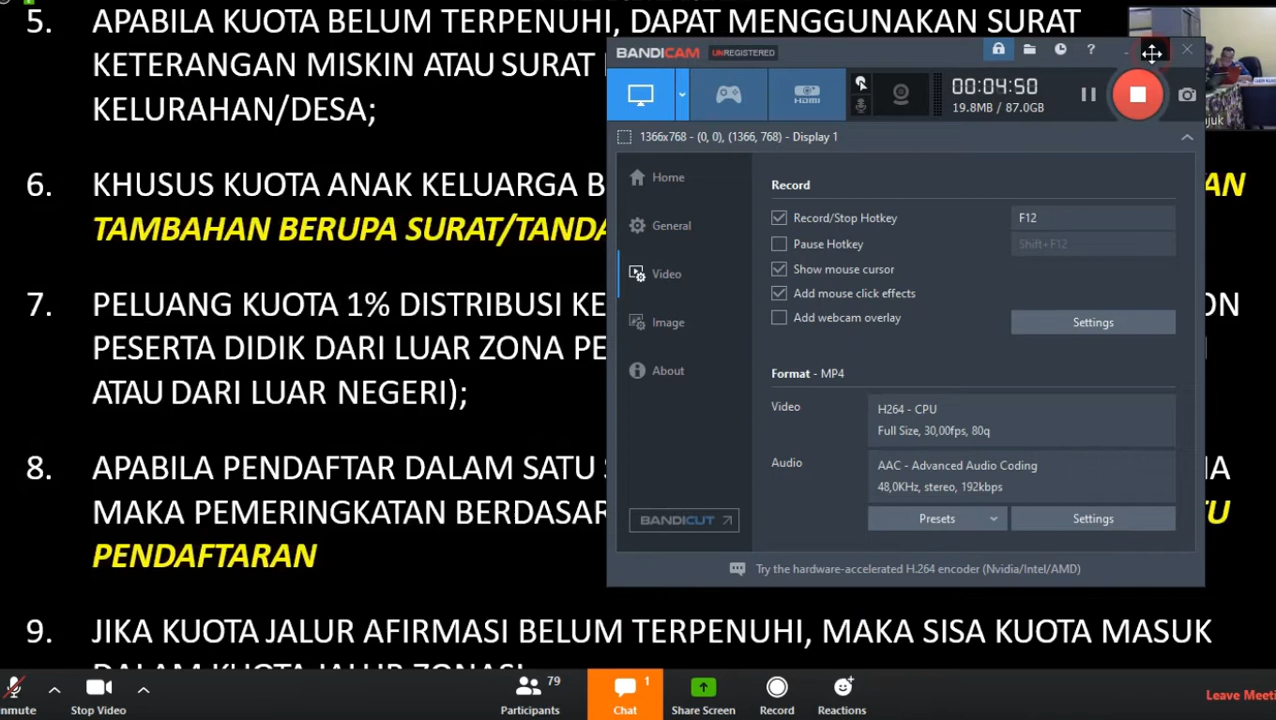 5. APABILA KUOTA BELUM TERPENUHI, DAPAT MENGGUNAKAN SURAT
KETERANGAN MISKIN ATAU SURAT
KELURAHAN/DESA;
6. KHUSUS KUOTA ANAK KELUARGA
TAMBAHAN BERUPA SURAT/TANDA
7. PELUANG KUOTA 1% DISTRIBUSI
PESERTA DIDIK DARI LUAR ZONA
ATAU DARI LUAR NEGERI);
8. APABILA PENDAFTAR DALAM SATU
MAKA PEMERINGKATAN
PENDAFTARAN
9. JIKA KUOTA JALUR AFIRMASI BELUM TERPENUHI, MAKA SISA KUOTA MASUK
DALAM KUOTA JALUR ZONASI
BANDICAM UNREGISTERED
?
HDMI
00:04:50
19.8MB / 87.0GB
1366x768 - (0, 0), (1366, 768) - Display 1
Home
General
Video
Image
About
BANDICUT
Record
Record/Stop Hotkey F12
Pause Hotkey Shift+F12
Show mouse cursor
Add mouse click effects
Add webcam overlay
Settings
Format - MP4
Video H264 - CPU
Full Size, 30,00fps, 80q
Audio AAC - Advanced Audio Coding
48,0KHz, stereo, 192kbps
Presets Settings
Try the hardware-accelerated H.264 encoder (Nvidia/Intel/AMD)
nmute
Stop Video
Participants 79
Chat 1
Share Screen
Record
Reactions
Leave Meeti